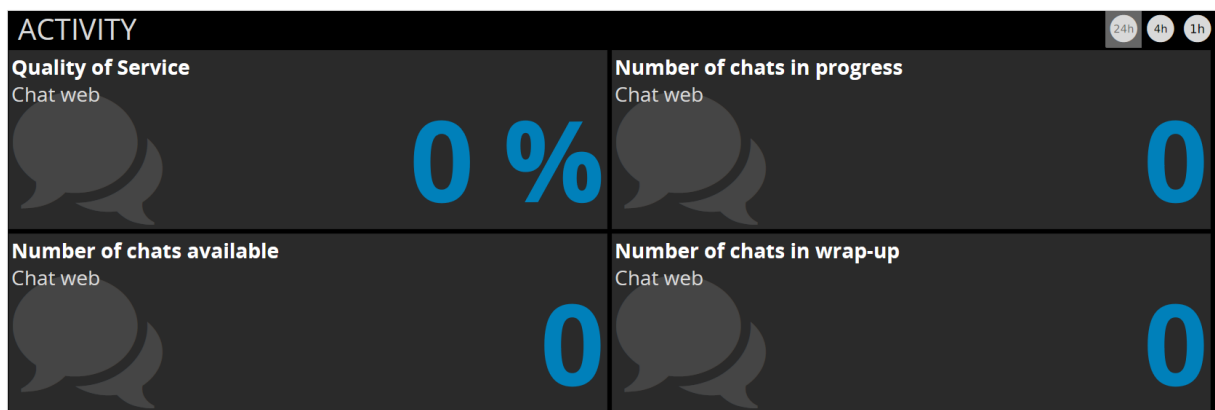 ACTIVITY
24h 4h 1h
Quality of Service
Chat web
0 %
Number of chats in progress
Chat web
0
Number of chats available
Chat web
0
Number of chats in wrap-up
Chat web
0